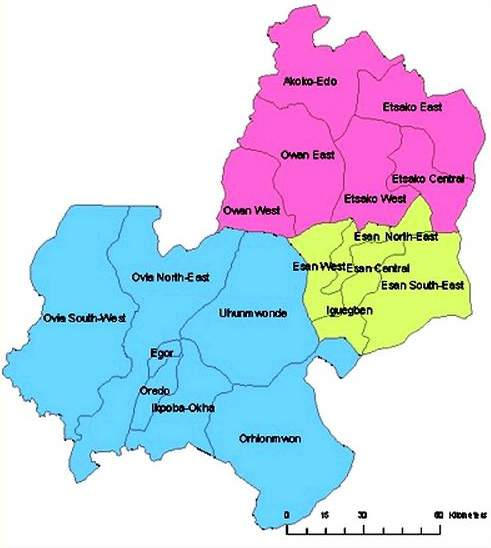 Akoko-Edo
Etsako East
Owan East
Etsako Central
Etsako West
Owan West
Esan North-East
Esan West
Esan Central
Ovia North-East
Esan South-East
Uhunmwonde
Iguegben
Ovia South-West
Egor
Oredo
Ikpoba-Okha
Orhionmwon
0 15 30 60 Kilometers